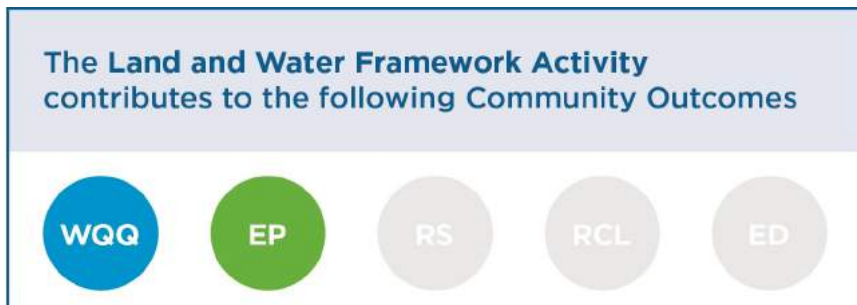 The Land and Water Framework Activity
contributes to the following Community Outcomes
WQQ EP RS RCL ED